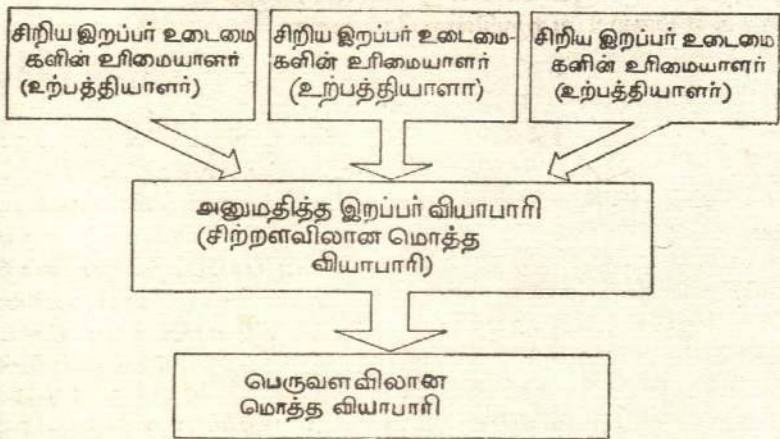 சிறிய இறப்பர் உடைமை
களின் உரிமையாளர்
(உற்பத்தியாளர்)
சிறிய இறப்பர் உடைமை-
களின் உரிமையாளர்
(உற்பத்தியாளா)
சிறிய இறப்பர் உடைமை
களின் உரிமையாளர்
(உற்பத்தியாளர்)
அனுமதித்த இறப்பர் வியாபாரி
(சிற்றளவிலான மொத்த
வியாபாரி)
பெருவளவிலான
மொத்த வியாபாரி